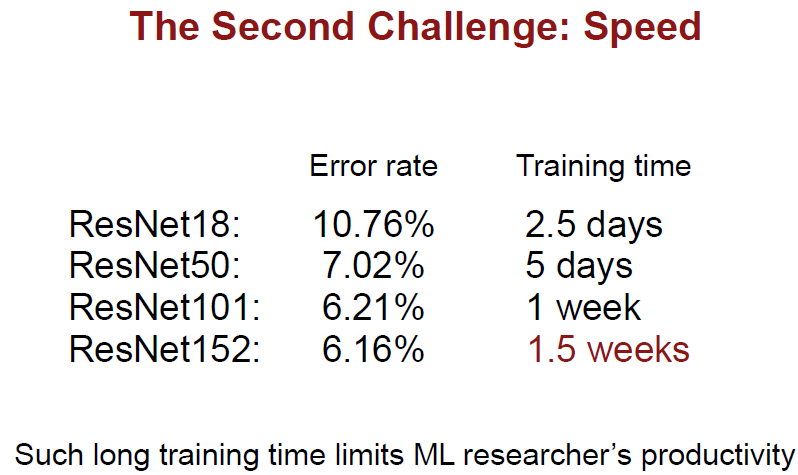 The Second Challenge: Speed
Error rate Training time
ResNet18: 10.76% 2.5 days
ResNet50: 7.02% 5 days
ResNet101: 6.21% 1 week
ResNet152: 6.16% 1.5 weeks
Such long training time limits ML researcher’s productivity